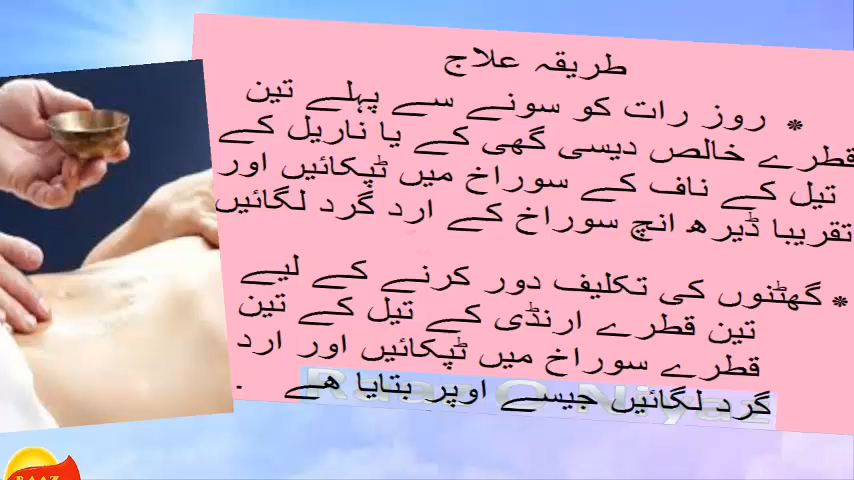 طریقہ علاج
* روز رات کو سونے سے پہلے تین
قطرے خالص دیسی گھی کے یا ناریل کے
تیل کے ناف کے سوراخ میں ٹپکائیں اور
تقریبا ڈیرھ انچ سوراخ کے ارد گرد لگائیں
* گھٹنوں کی تکلیف دور کرنے کے لیے
تین قطرے ارنڈی کے تیل کے تین
قطرے سوراخ میں ٹپکائیں اور ارد
گرد لگائیں جیسے اوپر بتایا ھے .
RAAZ